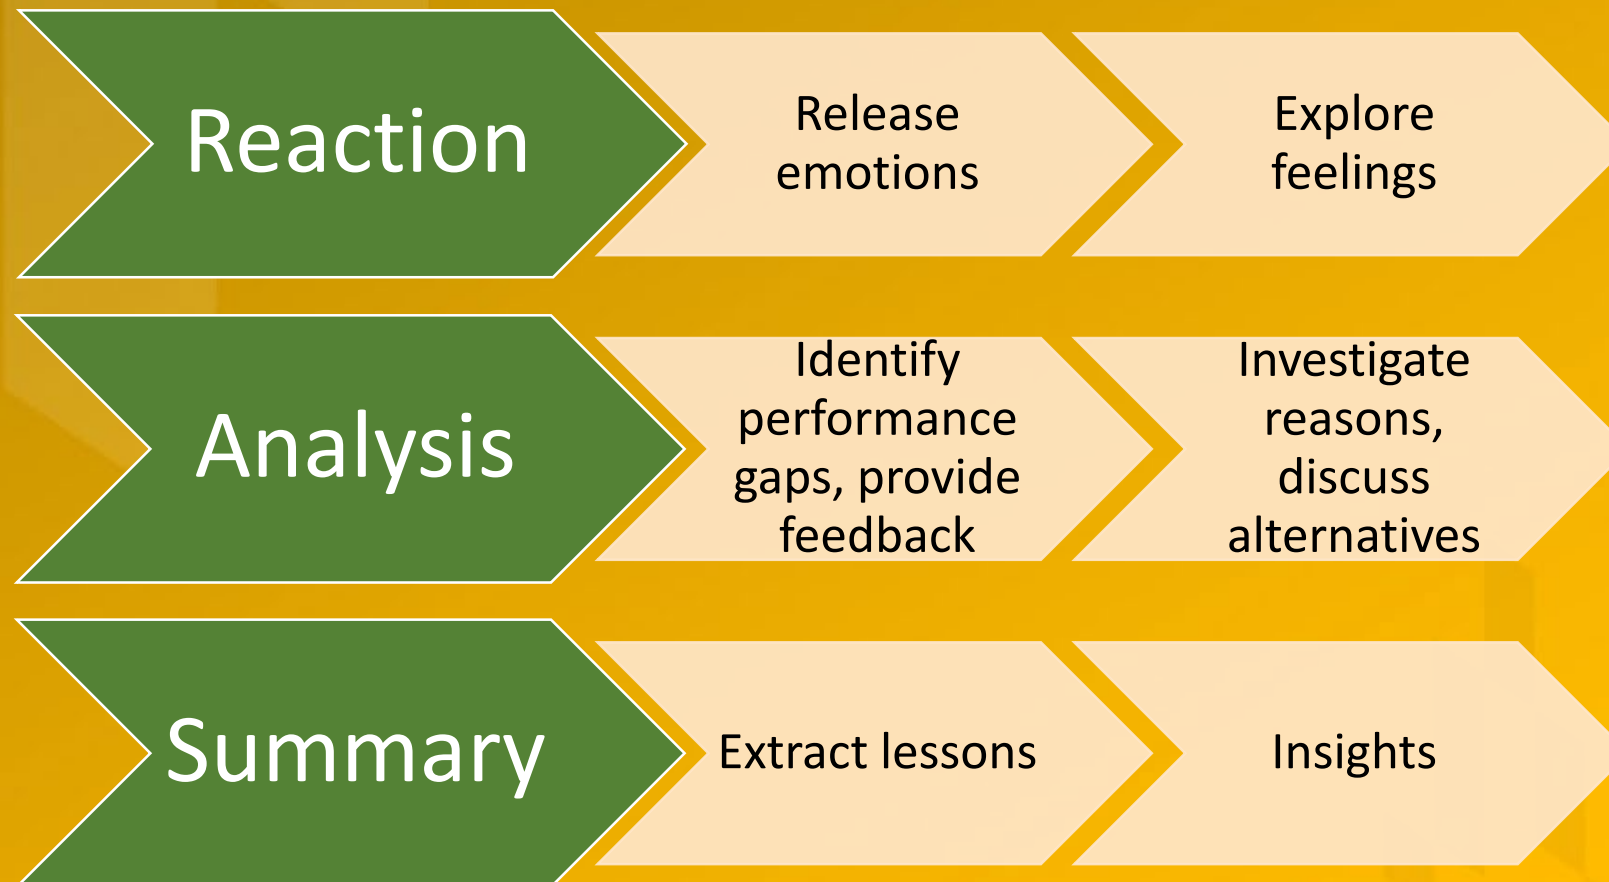 Reaction
Release
emotions
Explore
feelings
Analysis
Identify
performance
gaps, provide
feedback
Investigate
reasons,
discuss
alternatives
Summary
Extract lessons
Insights